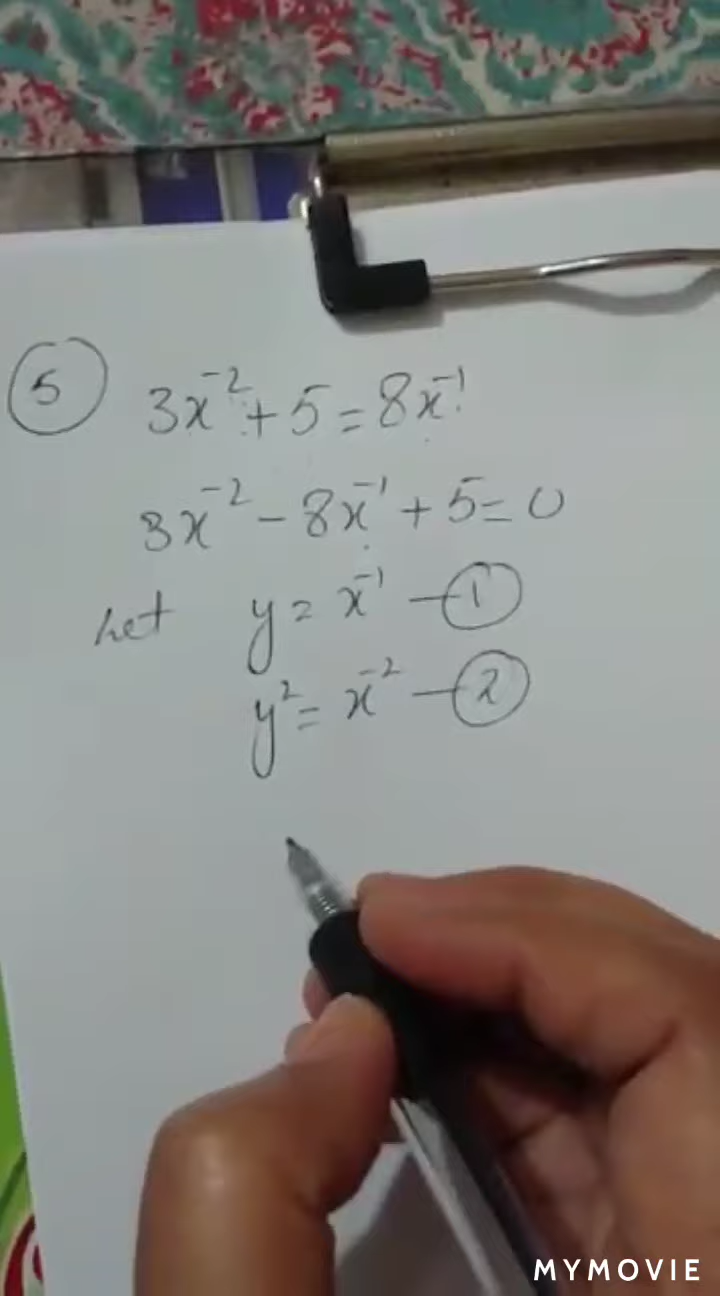 ⑤ 3x⁻² + 5 = 8x⁻¹
3x⁻² - 8x⁻¹ + 5 = 0
Let y = x⁻¹ — ①
y² = x⁻² — ②
MYMOVIE